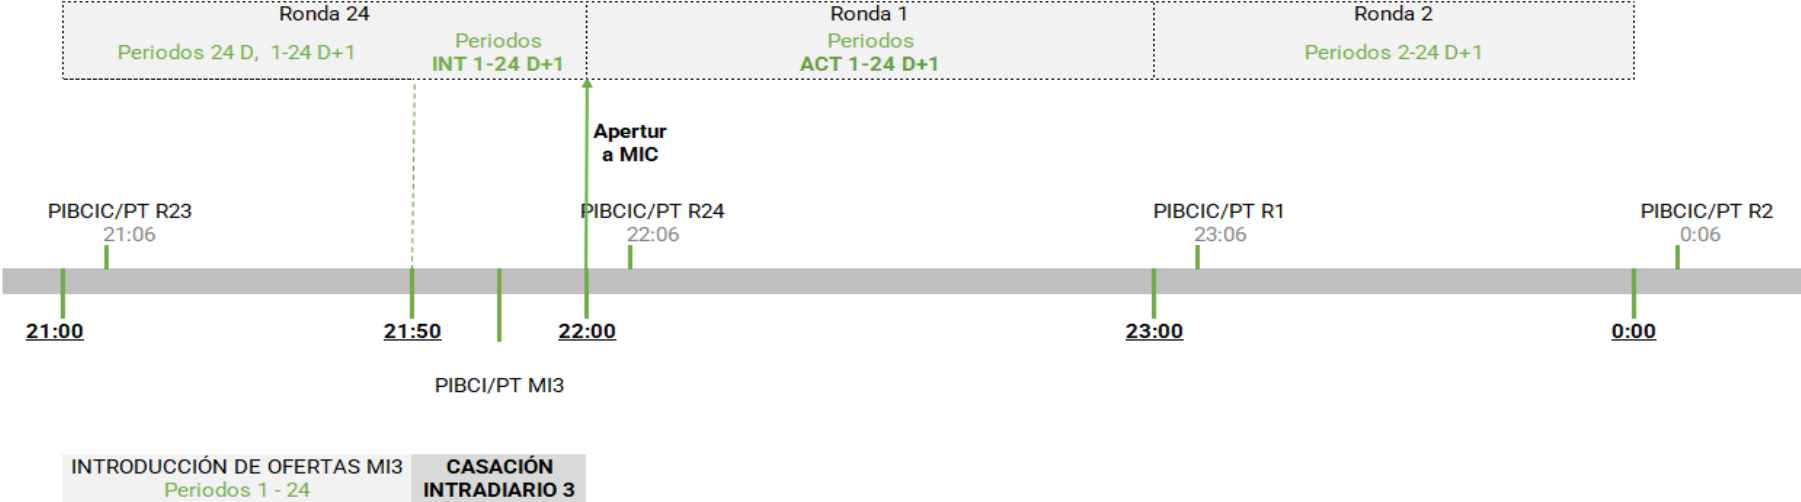 Ronda 24
Ronda 1
Ronda 2
Periodos 24 D,  1-24 D+1
Periodos
INT 1-24 D+1
Periodos
ACT 1-24 D+1
Periodos 2-24 D+1
Apertur
a MIC
PIBCIC/PT R23
21:06
PIBCIC/PT R24
22:06
PIBCIC/PT R1
23:06
PIBCIC/PT R2
0:06
21:00
21:50
22:00
23:00
0:00
PIBCI/PT MI3
INTRODUCCIÓN DE OFERTAS MI3
Periodos 1 - 24
CASACIÓN
INTRADIARIO 3